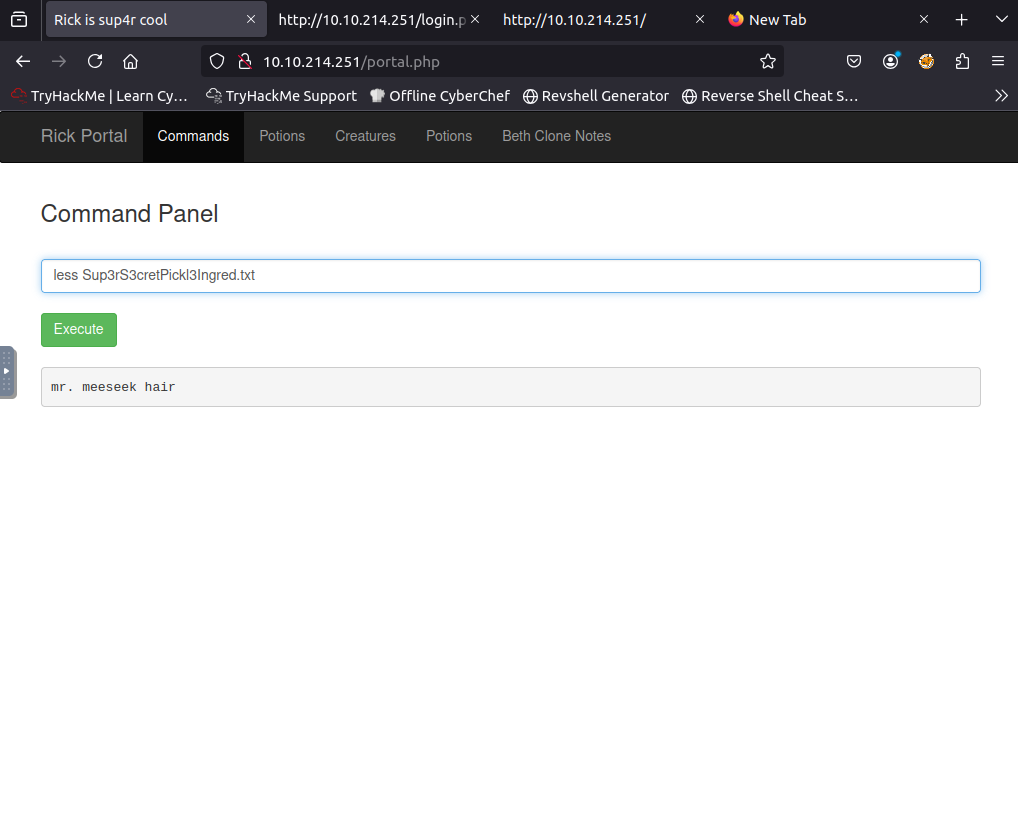 Rick is sup4r cool
http://10.10.214.251/login.p
http://10.10.214.251/
New Tab
10.10.214.251/portal.php
TryHackMe | Learn Cy…
TryHackMe Support
Offline CyberChef
Revshell Generator
Reverse Shell Cheat S…
Rick Portal
Commands
Potions
Creatures
Potions
Beth Clone Notes
Command Panel
less Sup3rS3cretPickl3Ingred.txt
Execute
mr. meeseek hair